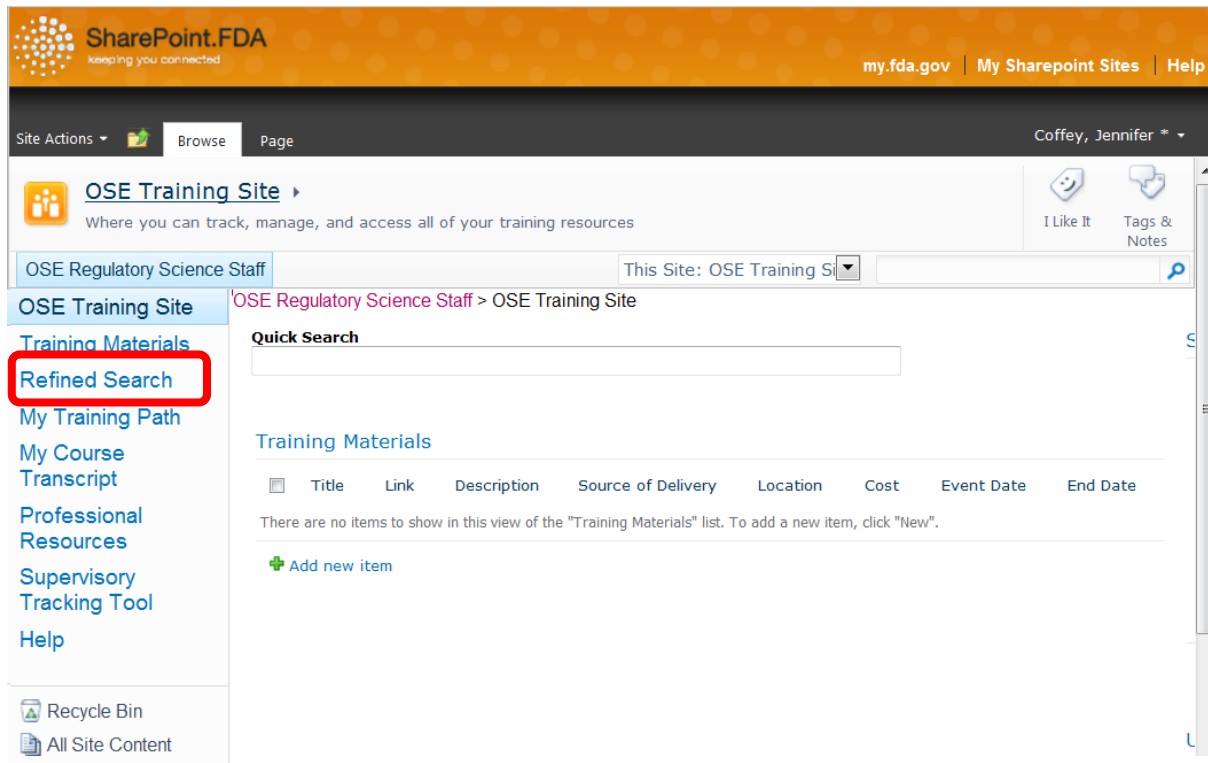 SharePoint.FDA
keeping you connected
my.fda.gov | My Sharepoint Sites | Help
Site Actions Browse Page Coffey, Jennifer *
OSE Training Site
Where you can track, manage, and access all of your training resources
I Like It
Tags & Notes
OSE Regulatory Science Staff
This Site: OSE Training Si
OSE Training Site
Training Materials
Refined Search
My Training Path
My Course
Transcript
Professional
Resources
Supervisory
Tracking Tool
Help
Recycle Bin
All Site Content
'OSE Regulatory Science Staff > OSE Training Site
Quick Search
Training Materials
Title Link Description Source of Delivery Location Cost Event Date End Date
There are no items to show in this view of the "Training Materials" list. To add a new item, click "New".
Add new item